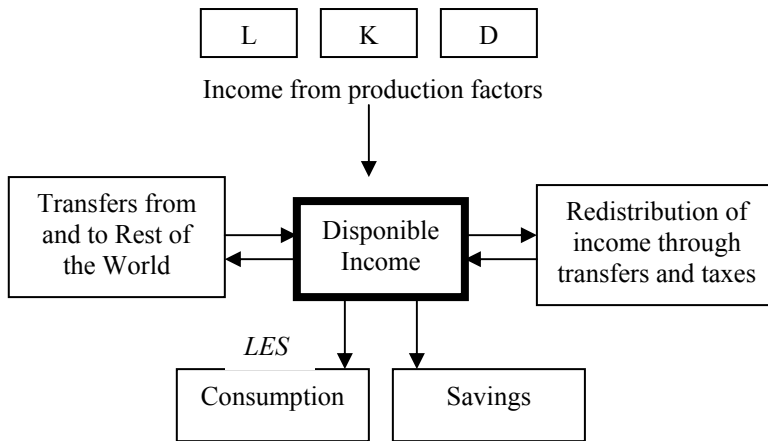 L
K
D
Income from production factors
Transfers from
and to Rest of
the World
Disponible
Income
Redistribution of
income through
transfers and taxes
LES
Consumption
Savings